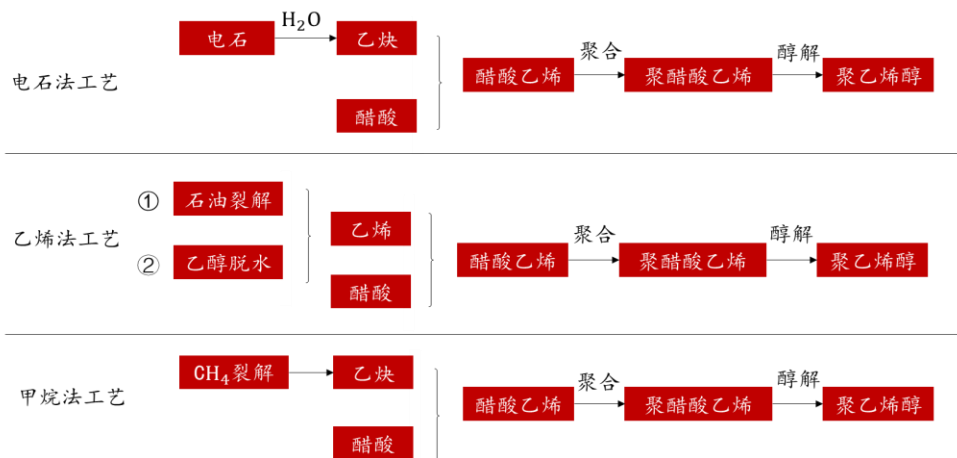 电石法工艺
电石
H₂O
乙炔
醋酸
醋酸乙烯
聚合
聚醋酸乙烯
醇解
聚乙烯醇
乙烯法工艺
① 石油裂解
② 乙醇脱水
乙烯
醋酸
醋酸乙烯
聚合
聚醋酸乙烯
醇解
聚乙烯醇
甲烷法工艺
CH₄裂解
乙炔
醋酸
醋酸乙烯
聚合
聚醋酸乙烯
醇解
聚乙烯醇